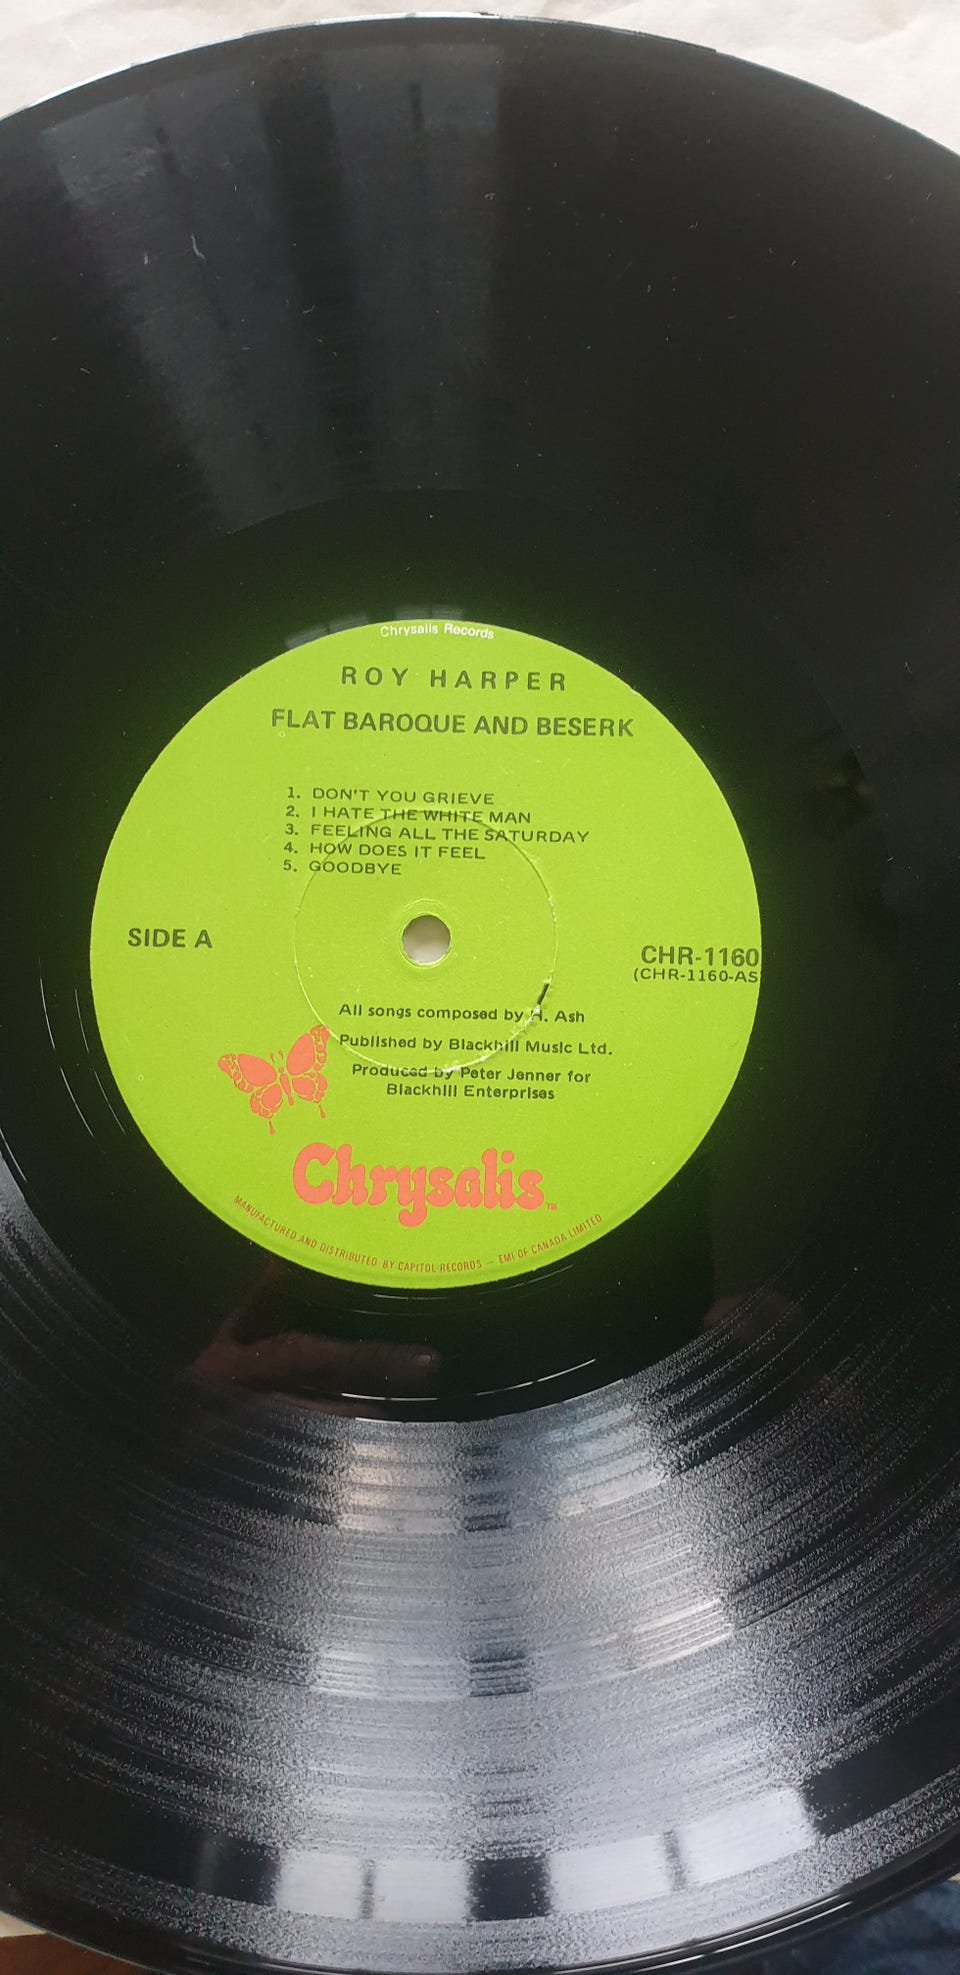 Chrysalis Records
ROY HARPER
FLAT BAROQUE AND BESERK
1. DON'T YOU GRIEVE
2. I HATE THE WHITE MAN
3. FEELING ALL THE SATURDAY
4. HOW DOES IT FEEL
5. GOODBYE
SIDE A
CHR-1160
(CHR-1160-AS
All songs composed by H. Ash
Published by Blackhill Music Ltd.
Produced by Peter Jenner for
Blackhill Enterprises
Chrysalis™
MANUFACTURED AND DISTRIBUTED BY CAPITOL RECORDS — EMI OF CANADA LIMITED